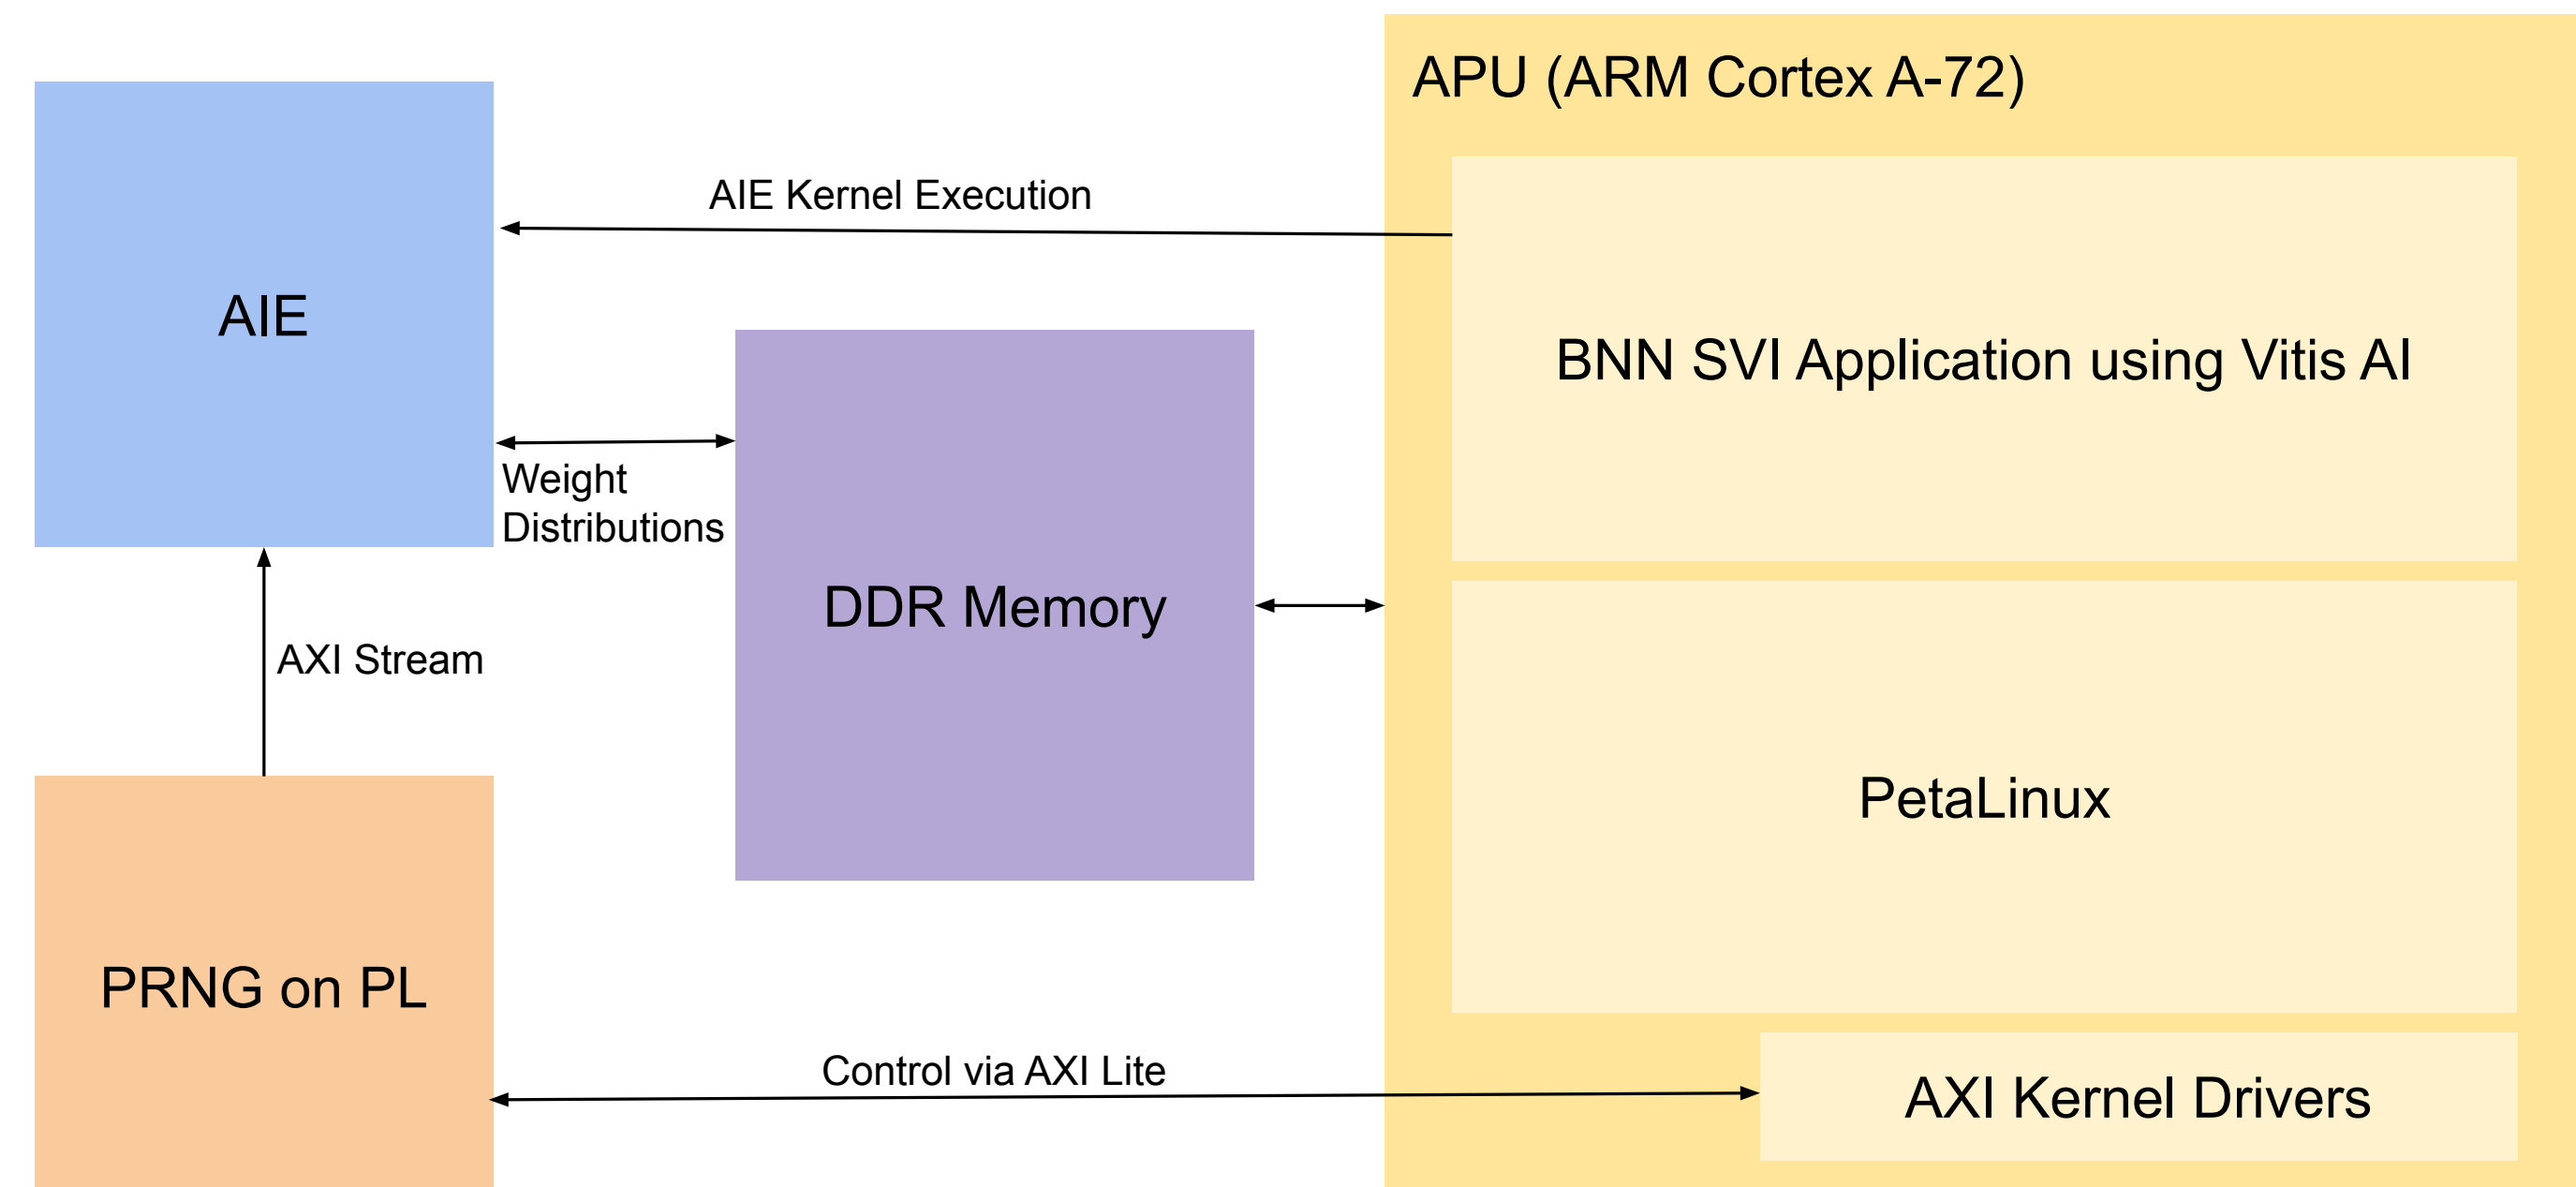 APU (ARM Cortex A-72)
AIE Kernel Execution
AIE
BNN SVI Application using Vitis AI
Weight
Distributions
DDR Memory
AXI Stream
PetaLinux
PRNG on PL
Control via AXI Lite
AXI Kernel Drivers